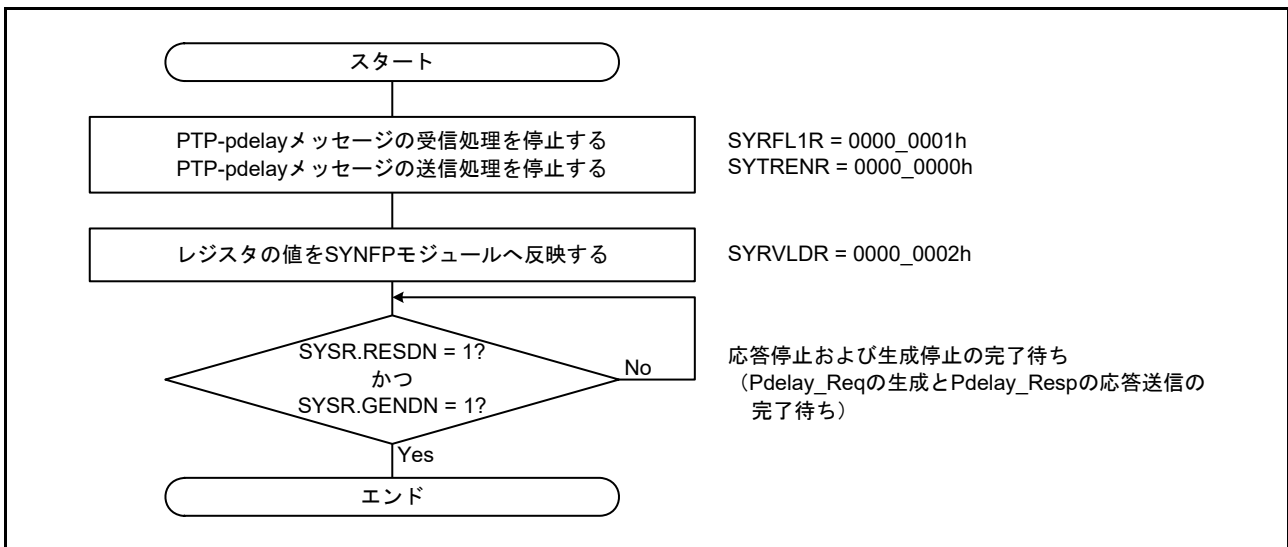 スタート
PTP-pdelayメッセージの受信処理を停止する
PTP-pdelayメッセージの送信処理を停止する
SYRFL1R = 0000_0001h
SYTRENR = 0000_0000h
レジスタの値をSYNFPモジュールへ反映する
SYRVLDR = 0000_0002h
SYSR.RESDN = 1?
かつ
SYSR.GENDN = 1?
No
応答停止および生成停止の完了待ち
（Pdelay_Reqの生成とPdelay_Respの応答送信の
完了待ち）
Yes
エンド